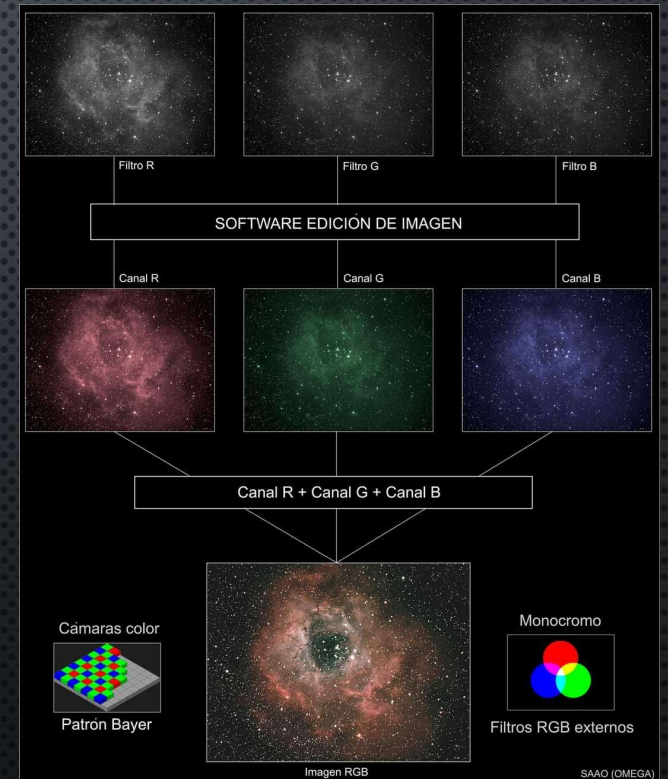 Filtro R
Filtro G
Filtro B
SOFTWARE EDICIÓN DE IMAGEN
Canal R
Canal G
Canal B
Canal R + Canal G + Canal B
Cámaras color
Patrón Bayer
Monocromo
Filtros RGB externos
Imagen RGB
SAAO (OMEGA)